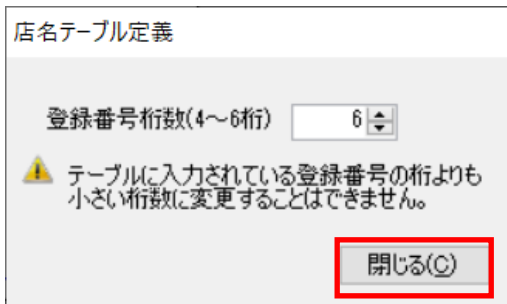 店名テーブル定義
登録番号桁数(4～6桁) 6
テーブルに入力されている登録番号の桁よりも
小さい桁数に変更することはできません。
閉じる(C)